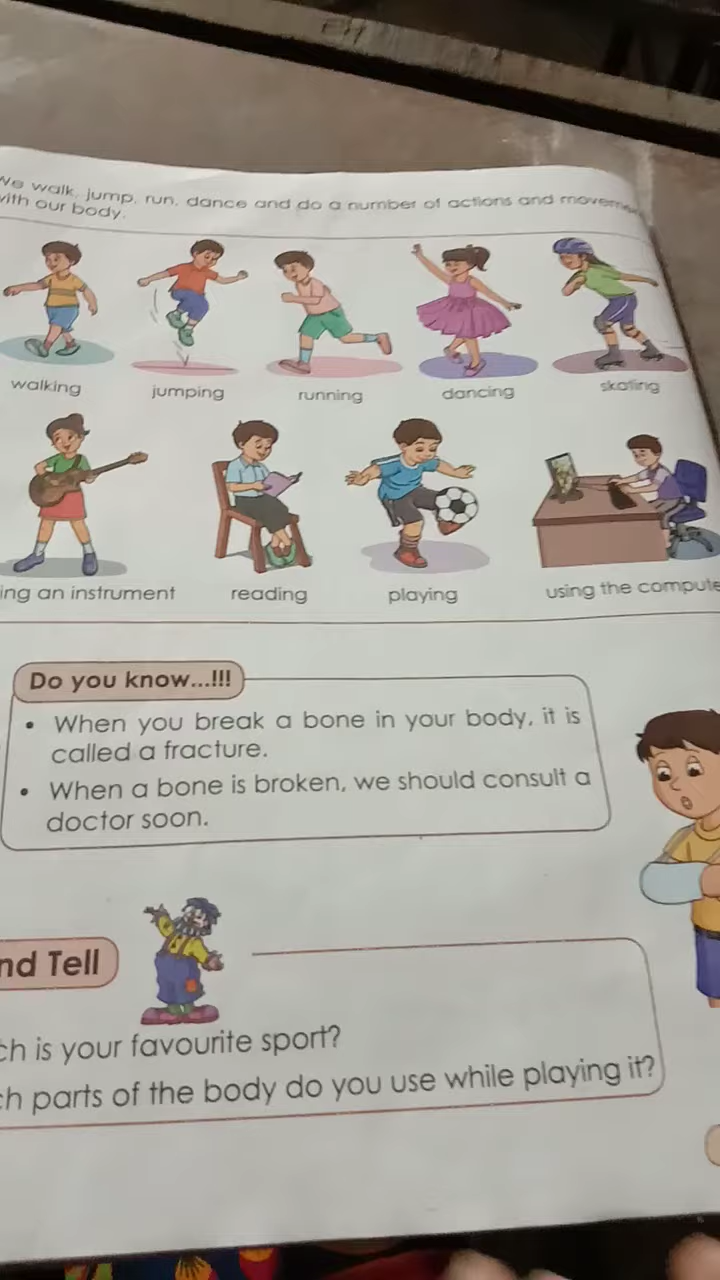 We walk, jump, run, dance and do a number of actions and
with our body.
walking
jumping
running
dancing
skating
ing an instrument
reading
playing
using the compute
Do you know...!!!
• When you break a bone in your body, it is
called a fracture.
• When a bone is broken, we should consult a
doctor soon.
nd Tell
ch is your favourite sport?
ch parts of the body do you use while playing it?